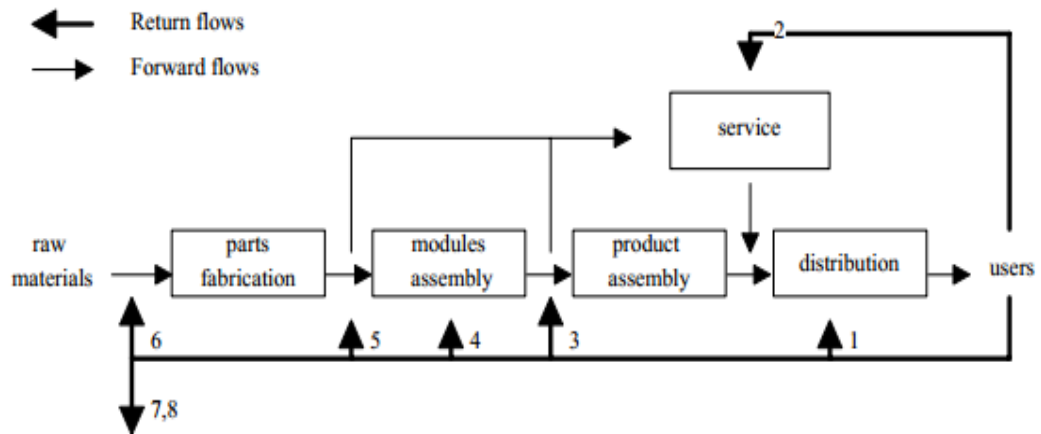 Return flows
Forward flows
2
service
raw
materials
parts
fabrication
modules
assembly
product
assembly
distribution
users
6
5
4
3
1
7,8